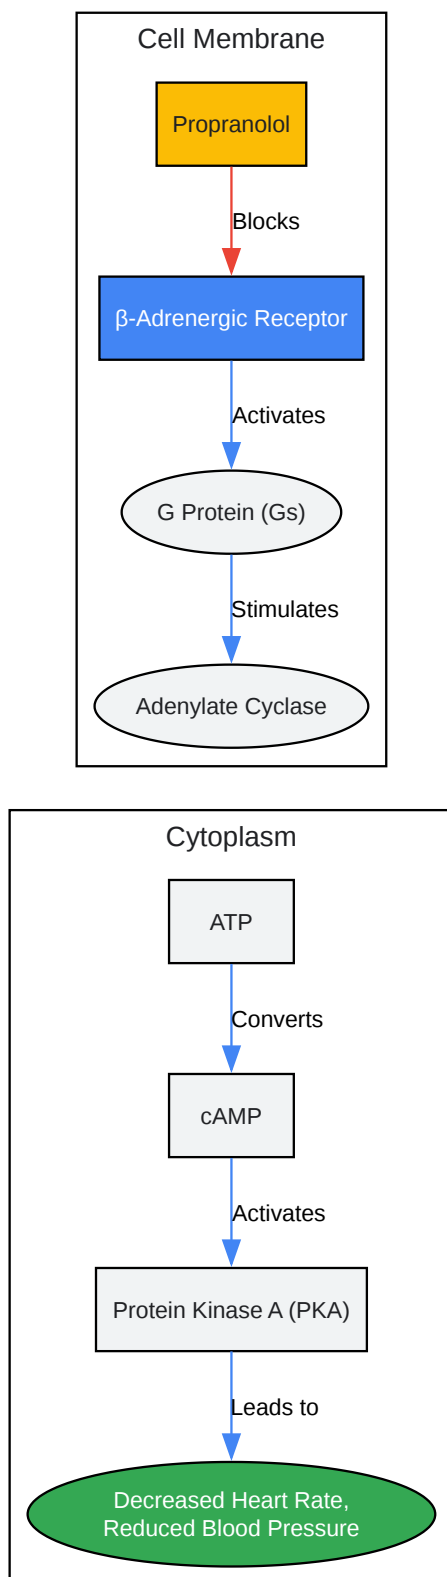 Cell Membrane
Propranolol
Blocks
β-Adrenergic Receptor
Activates
G Protein (Gs)
Stimulates
Adenylate Cyclase
Cytoplasm
ATP
Converts
cAMP
Activates
Protein Kinase A (PKA)
Leads to
Decreased Heart Rate,
Reduced Blood Pressure